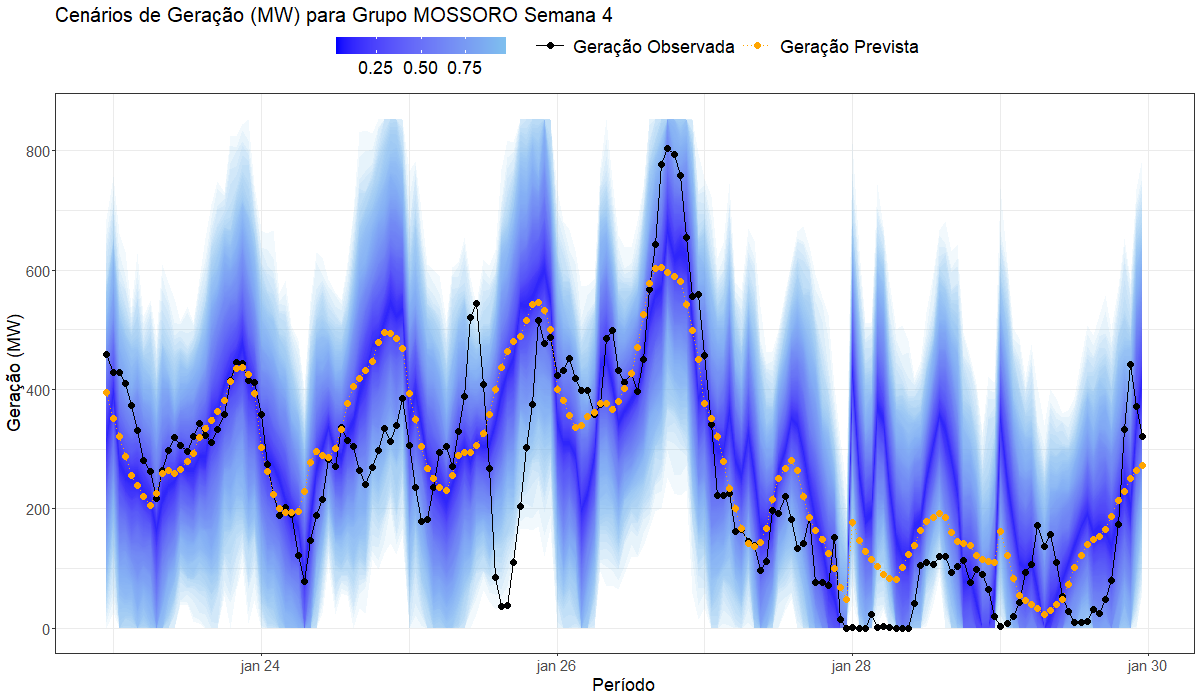 Cenários de Geração (MW) para Grupo MOSSORO Semana 4
0.25 0.50 0.75
Geração Observada
Geração Prevista
Geração (MW)
800
600
400
200
0
jan 24
jan 26
jan 28
jan 30
Período